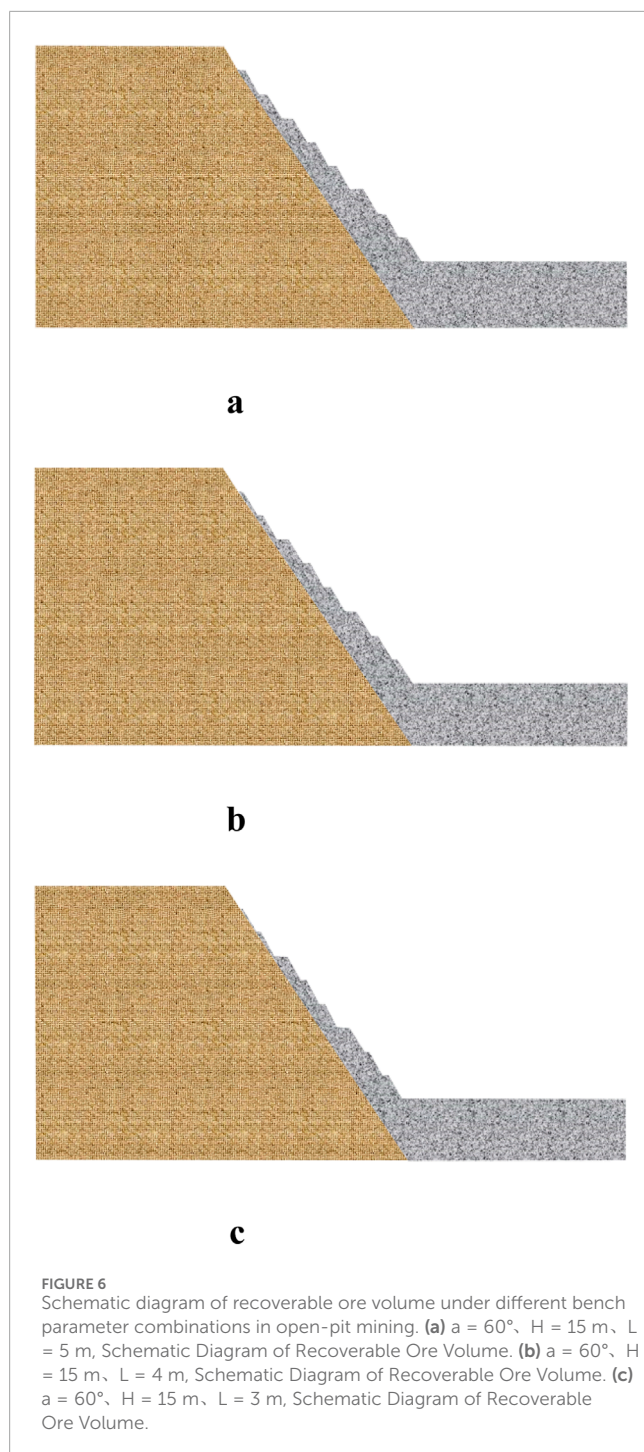 a
b
c
FIGURE 6
Schematic diagram of recoverable ore volume under different bench
parameter combinations in open-pit mining. (a) a = 60°、H = 15 m、L
= 5 m, Schematic Diagram of Recoverable Ore Volume. (b) a = 60°、H
= 15 m、L = 4 m, Schematic Diagram of Recoverable Ore Volume. (c)
a = 60°、H = 15 m、L = 3 m, Schematic Diagram of Recoverable
Ore Volume.